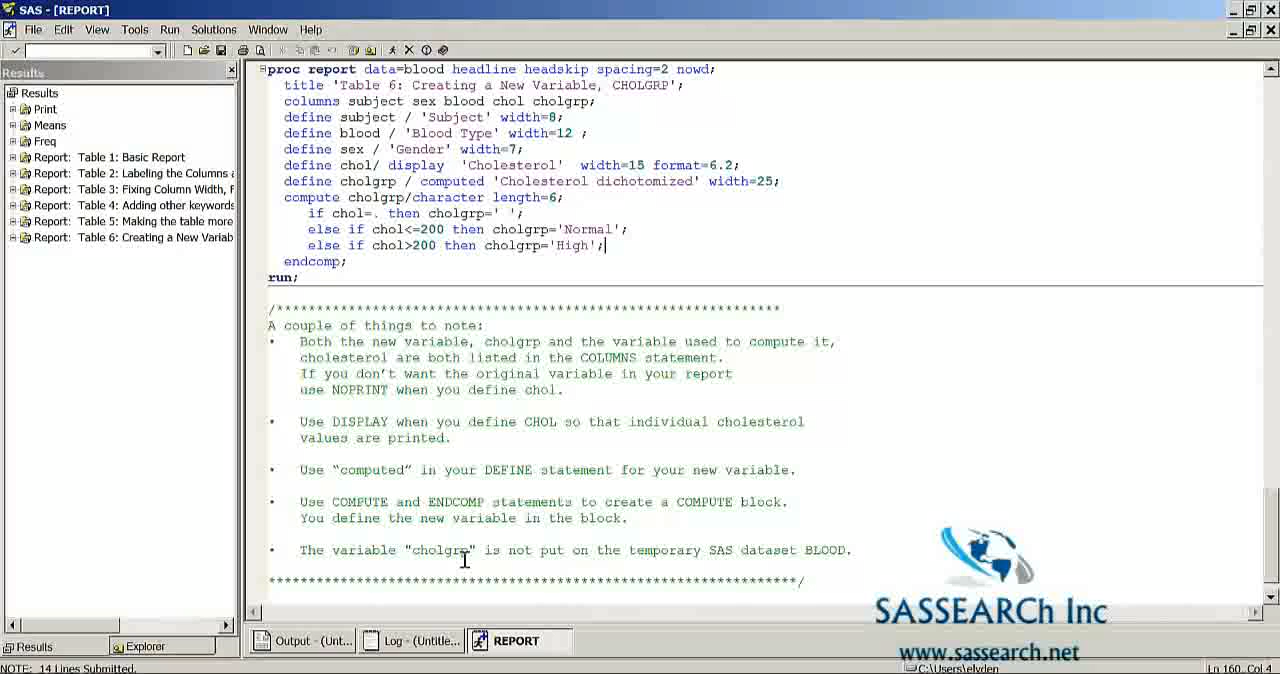 SAS - [REPORT]
File Edit View Tools Run Solutions Window Help
Results
Results
Print
Means
Freq
Report: Table 1: Basic Report
Report: Table 2: Labeling the Columns a
Report: Table 3: Fixing Column Width, F
Report: Table 4: Adding other keywords
Report: Table 5: Making the table more
Report: Table 6: Creating a New Variab
proc report data=blood headline headskip spacing=2 nowd;
title 'Table 6: Creating a New Variable, CHOLGRP';
columns subject sex blood chol cholgrp;
define subject / 'Subject' width=8;
define blood / 'Blood Type' width=12 ;
define sex / 'Gender' width=7;
define chol/ display 'Cholesterol' width=15 format=6.2;
define cholgrp / computed 'Cholesterol dichotomized' width=25;
compute cholgrp/character length=6;
if chol=. then cholgrp=' ';
else if chol<=200 then cholgrp='Normal';
else if chol>200 then cholgrp='High';
endcomp;
run;
/***************************************************************
A couple of things to note:
• Both the new variable, cholgrp and the variable used to compute it,
cholesterol are both listed in the COLUMNS statement.
If you don’t want the original variable in your report
use NOPRINT when you define chol.
• Use DISPLAY when you define CHOL so that individual cholesterol
values are printed.
• Use “computed” in your DEFINE statement for your new variable.
• Use COMPUTE and ENDCOMP statements to create a COMPUTE block.
You define the new variable in the block.
• The variable "cholgrp" is not put on the temporary SAS dataset BLOOD.
******************************************************************/
SASSEARCh Inc
www.sassearch.net
Results Explorer
Output - (Unt... Log - (Untitle... REPORT
NOTE: 14 Lines Submitted.
C:\Users\elyden
Ln 160, Col 4